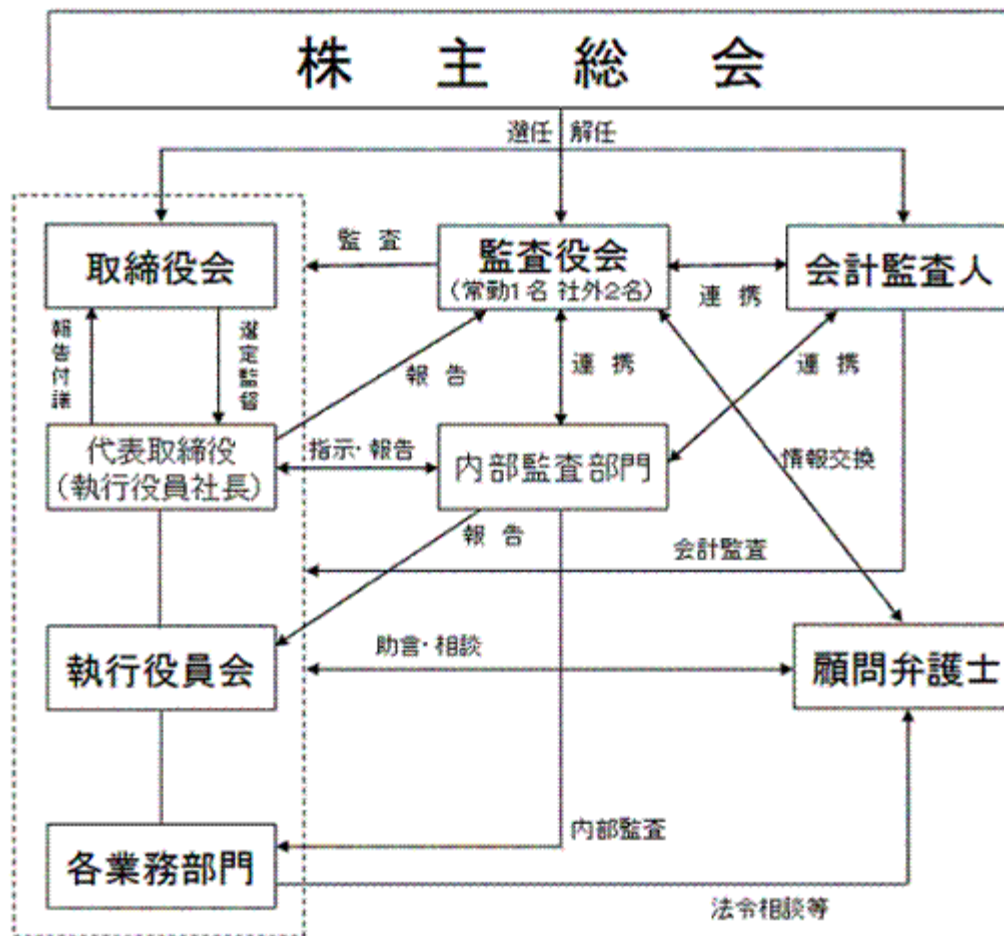 株主総会
選任 解任
取締役会
監査
監査役会
(常勤1名 社外2名)
連携
会計監査人
報告付議
選定監督
報告
連携
連携
代表取締役
(執行役員社長)
指示・報告
内部監査部門
情報交換
報告
会計監査
執行役員会
助言・相談
顧問弁護士
内部監査
各業務部門
法令相談等